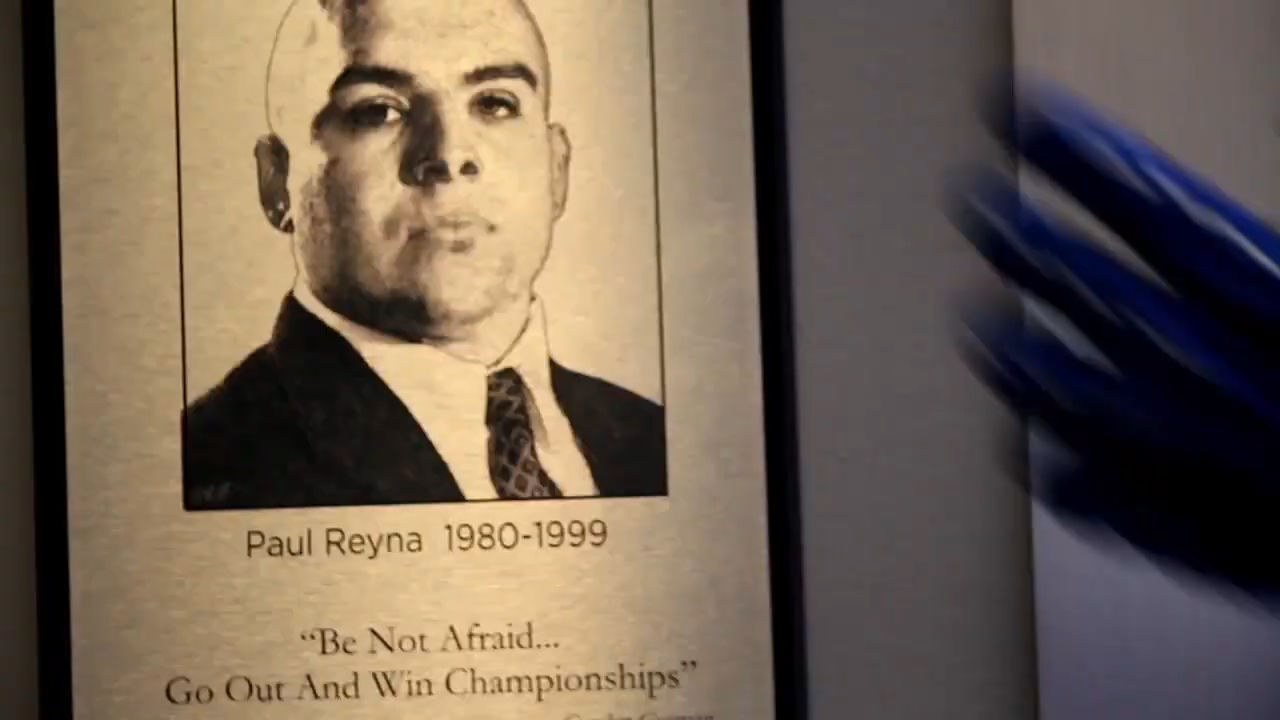 Paul Reyna 1980-1999
“Be Not Afraid...
Go Out And Win Championships”